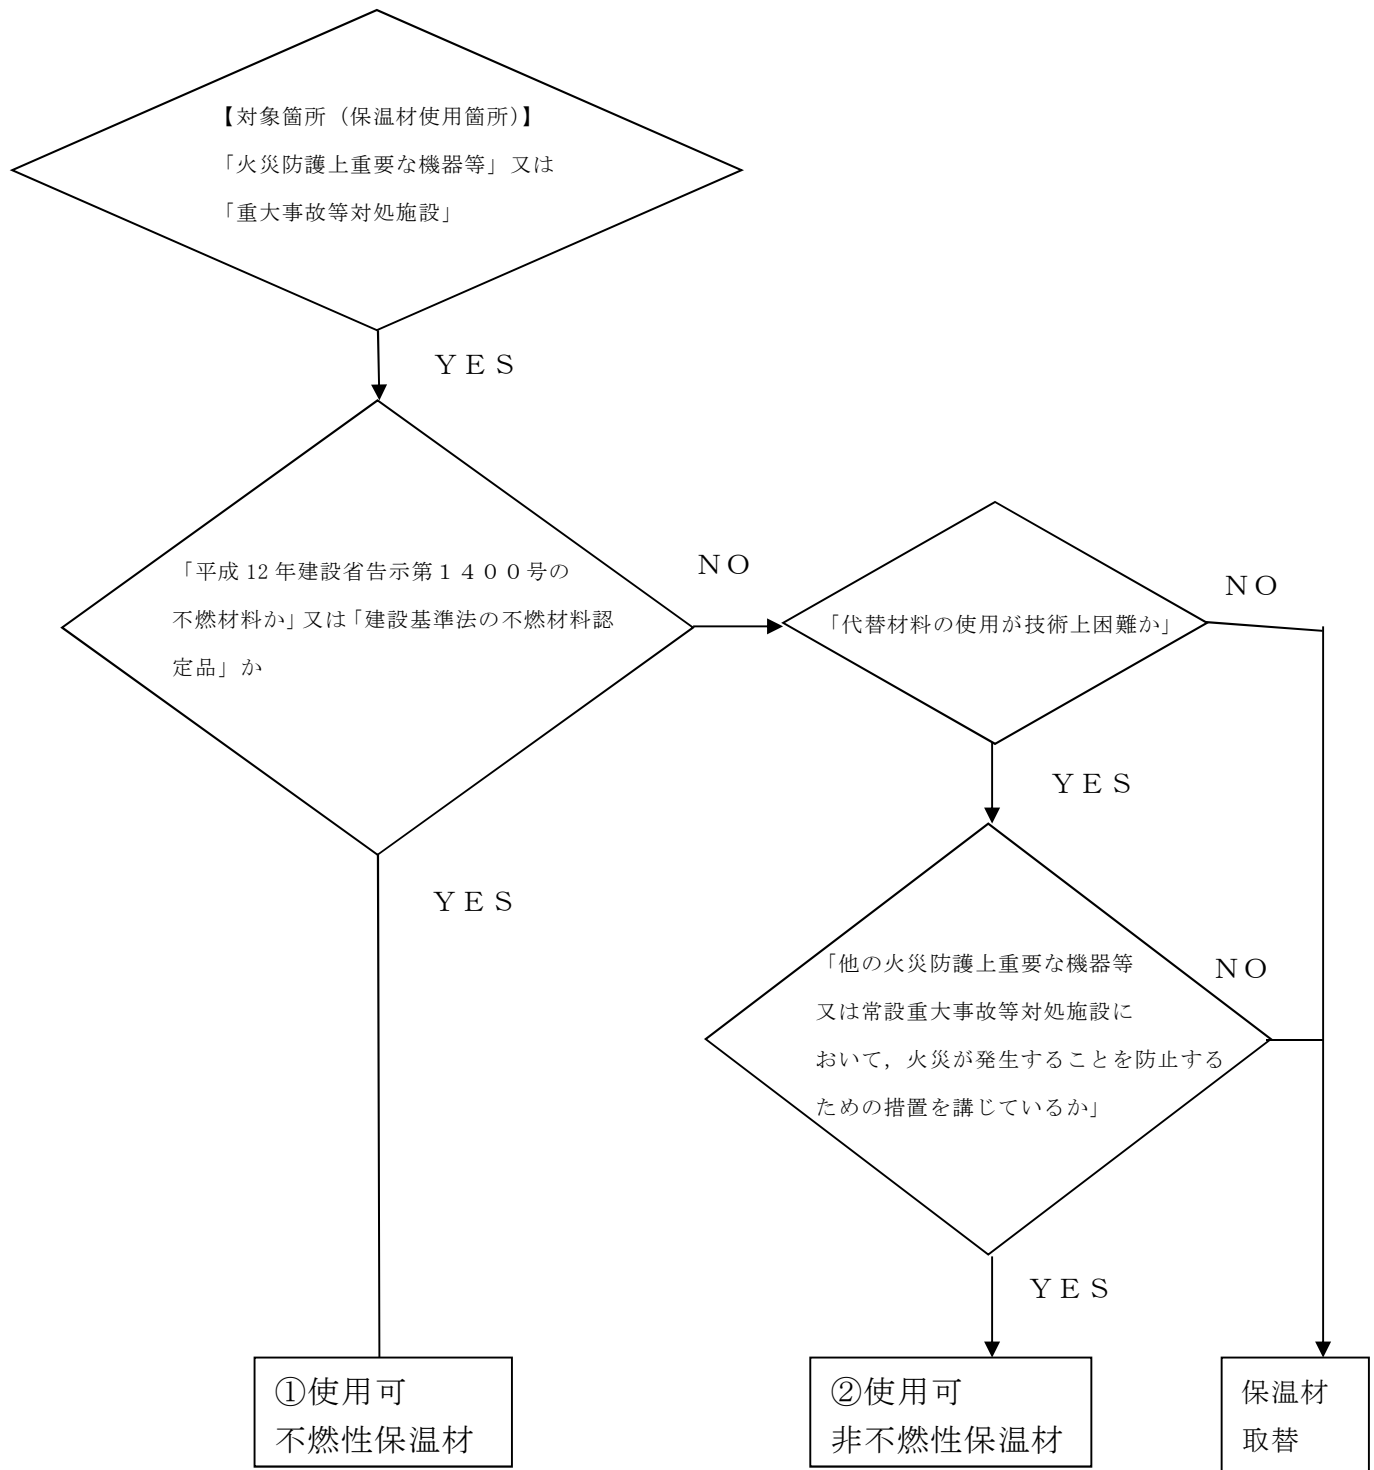 【対象箇所（保温材使用箇所）】
「火災防護上重要な機器等」又は
「重大事故等対処施設」
ＹＥＳ
「平成 12 年建設省告示第１４００号の
不燃材料か」又は「建設基準法の不燃材料認
定品」か
ＮＯ
「代替材料の使用が技術上困難か」
ＮＯ
ＹＥＳ
ＹＥＳ
「他の火災防護上重要な機器等
又は常設重大事故等対処施設に
おいて，火災が発生することを防止する
ための措置を講じているか」
ＮＯ
ＹＥＳ
①使用可
不燃性保温材
②使用可
非不燃性保温材
保温材
取替